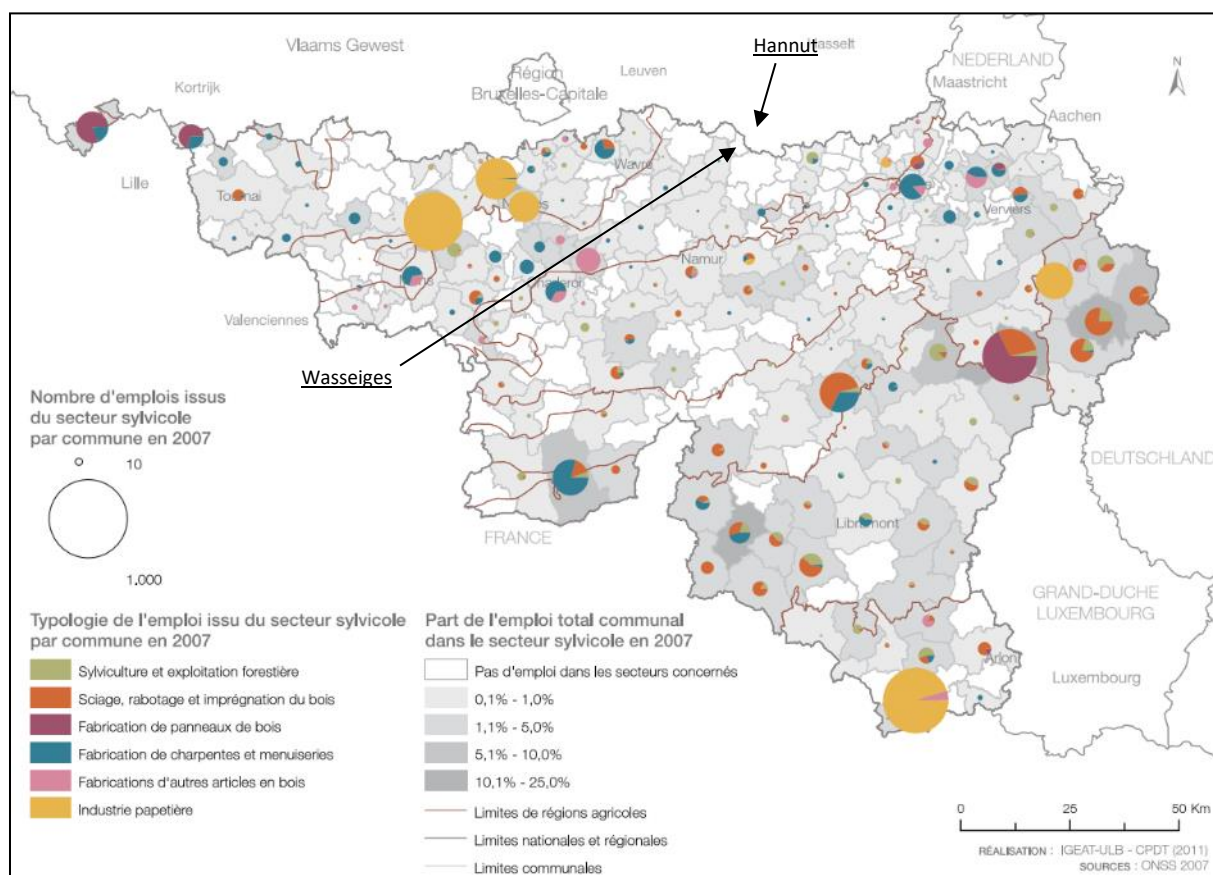 Vlaams Gewest
Hannut
Hasselt
NEDERLAND
Maastricht
N
Kortrijk
Région
Bruxelles-Capitale
Leuven
Aachen
Lille
Tournai
Wavre
Verviers
Namur
Mons
Charleroi
Valenciennes
Wasseiges
Nombre d'emplois issus
du secteur sylvicole
par commune en 2007
10
1.000
FRANCE
Libramont
DEUTSCHLAND
GRAND-DUCHE
LUXEMBOURG
Arlon
Luxembourg
Typologie de l'emploi issu du secteur sylvicole
par commune en 2007
Sylviculture et exploitation forestière
Sciage, rabotage et imprégnation du bois
Fabrication de panneaux de bois
Fabrication de charpentes et menuiseries
Fabrications d'autres articles en bois
Industrie papetière
Part de l'emploi total communal
dans le secteur sylvicole en 2007
Pas d'emploi dans les secteurs concernés
0,1% - 1,0%
1,1% - 5,0%
5,1% - 10,0%
10,1% - 25,0%
Limites de régions agricoles
Limites nationales et régionales
Limites communales
0 25 50 Km
RÉALISATION : IGEAT-ULB - CPDT (2011)
SOURCES : ONSS 2007